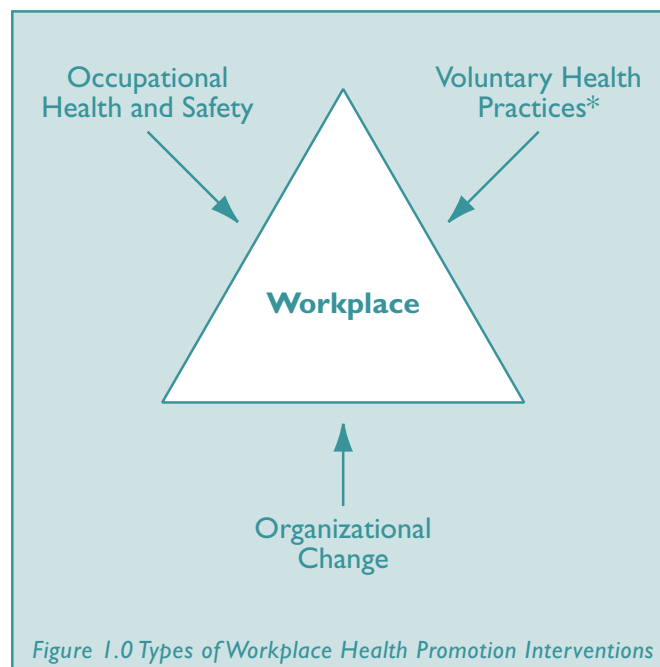 Occupational
Health and Safety
Voluntary Health
Practices*
Workplace
Organizational
Change
Figure 1.0 Types of Workplace Health Promotion Interventions